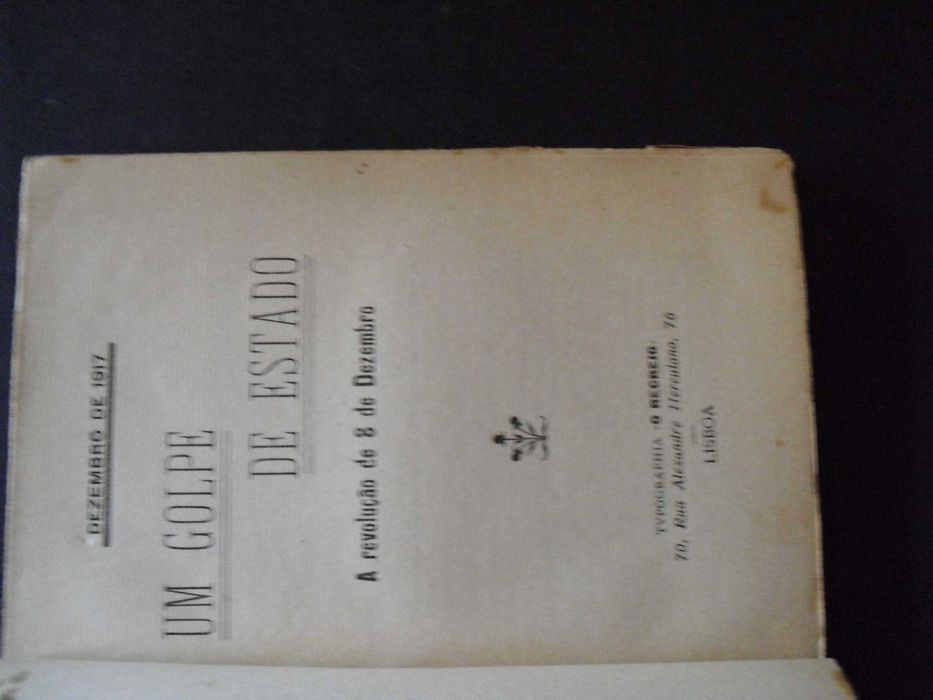 DEZEMBRO DE 1917
UM GOLPE
DE ESTADO
A revolução de 8 de Dezembro
TYPOGRAPHIA «O RECREIO»
70, Rua Alexandre Herculano, 70
LISBOA